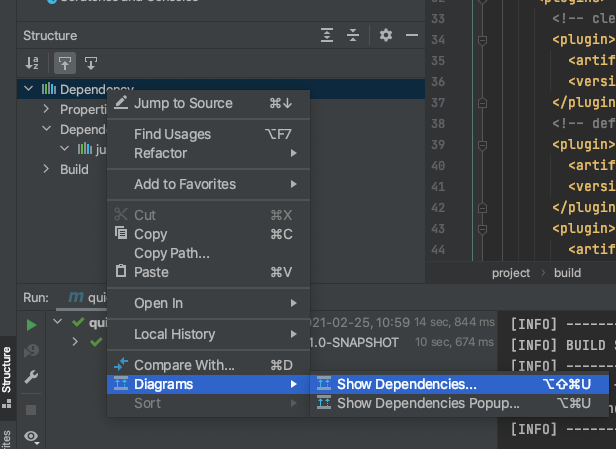 Structure
Dependency
Jump to Source ⌘↓
Find Usages ⌥F7
Refactor
Add to Favorites
Cut ⌘X
Copy ⌘C
Copy Path...
Paste ⌘V
Open In
Local History
Compare With... ⌘D
Diagrams
Sort
Show Dependencies... ⌥⇧⌘U
Show Dependencies Popup... ⌥⌘U
Build
33 <!-- cle
34 <plugin>
35 <artif
36 <versi
37 </plugin>
38 <!-- def
39 <plugin>
40 <artif
41 <versi
42 </plugin>
43 <plugin>
44 <artif
project › build
Run: m qui
qui 021-02-25, 10:59 14 sec, 844 ms
1.0-SNAPSHOT 10 sec, 674 ms
[INFO] ------
[INFO] BUILD S
[INFO] ------
[INFO] ------
Structure